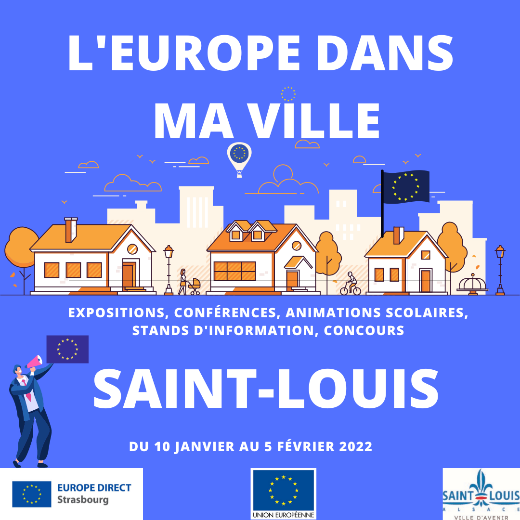 L'EUROPE DANS
MA VILLE
EXPOSITIONS, CONFÉRENCES, ANIMATIONS SCOLAIRES,
STANDS D'INFORMATION, CONCOURS
SAINT-LOUIS
DU 10 JANVIER AU 5 FÉVRIER 2022
EUROPE DIRECT
Strasbourg
UNION EUROPÉENNE
SAINT LOUIS
ALSACE
VILLE D'AVENIR